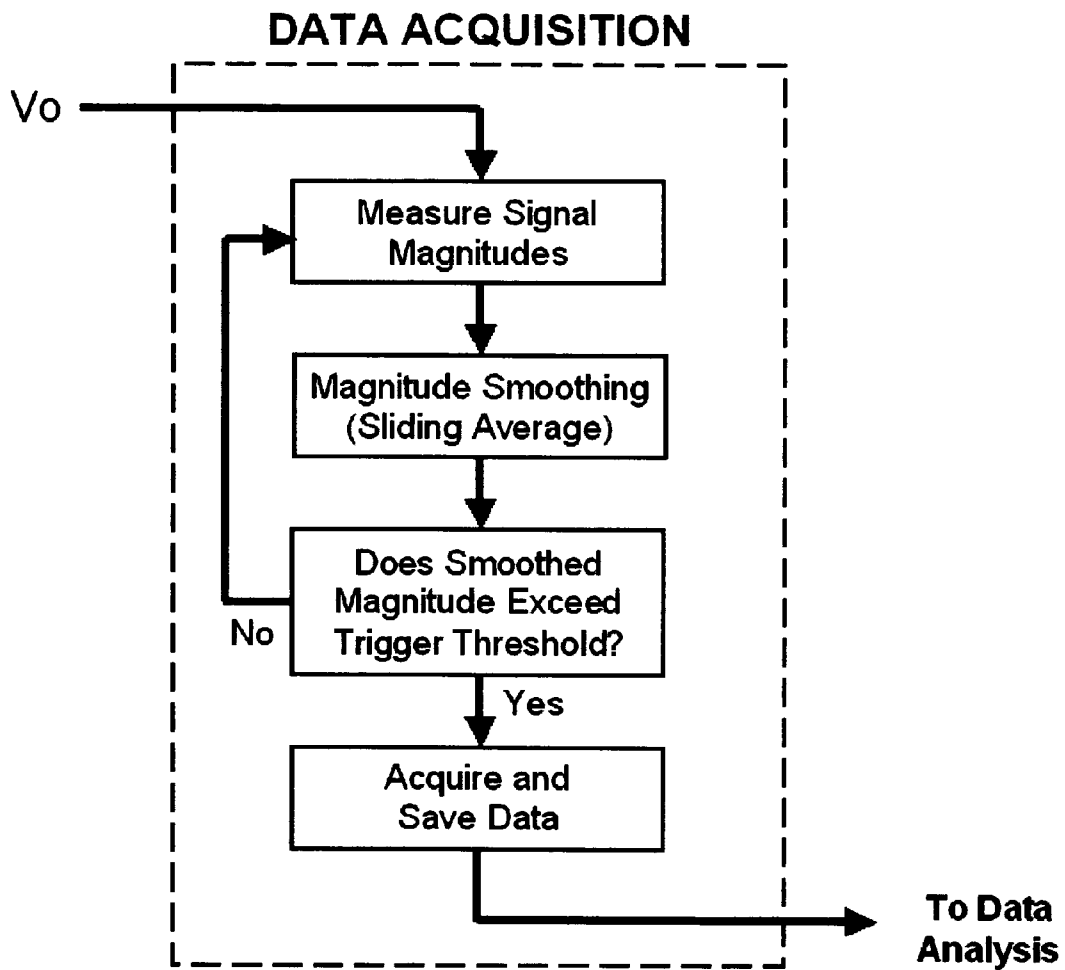 DATA ACQUISITION
Vo
Measure Signal
Magnitudes
Magnitude Smoothing
(Sliding Average)
Does Smoothed
Magnitude Exceed
Trigger Threshold?
No
Yes
Acquire and
Save Data
To Data
Analysis